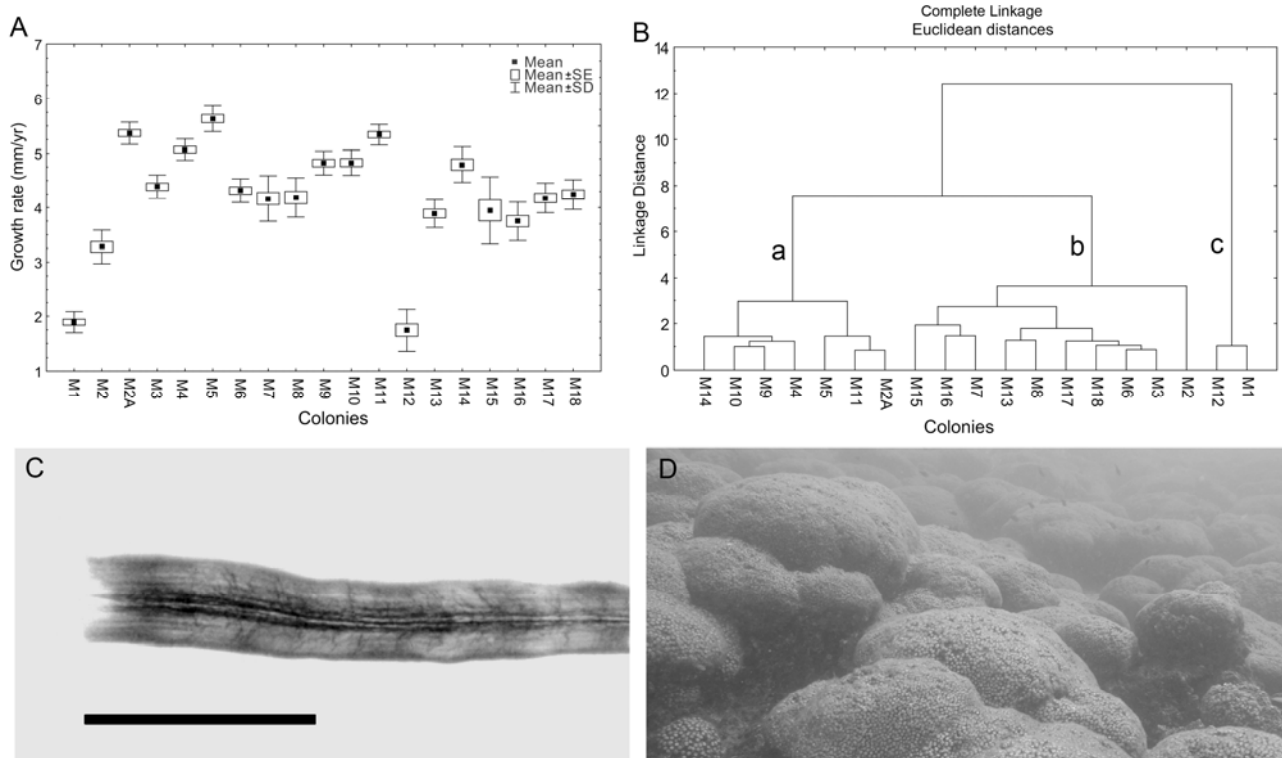 A
7
6
5
4
3
2
1
Growth rate (mm/yr)
Mean
Mean±SE
Mean±SD
M1 M2 M2A M3 M4 M5 M6 M7 M8 M9 M10 M11 M12 M13 M14 M15 M16 M17 M18
Colonies
B
Complete Linkage
Euclidean distances
14
12
10
8
6
4
2
0
Linkage Distance
a b c
M14 M10 M9 M4 M5 M11 M2A M15 M16 M7 M13 M8 M17 M18 M6 M3 M2 M12 M1
Colonies
C
D